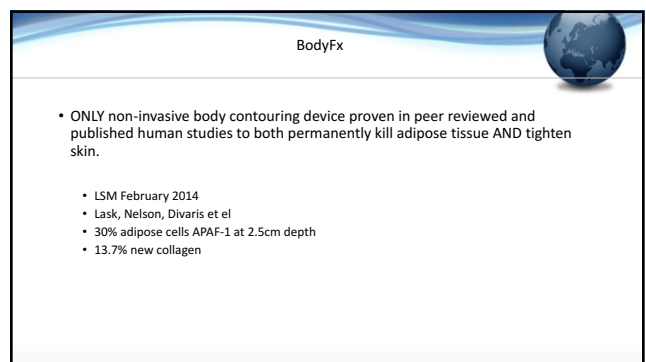 BodyFx
• ONLY non-invasive body contouring device proven in peer reviewed and
published human studies to both permanently kill adipose tissue AND tighten
skin.
• LSM February 2014
• Lask, Nelson, Divaris et el
• 30% adipose cells APAF-1 at 2.5cm depth
• 13.7% new collagen